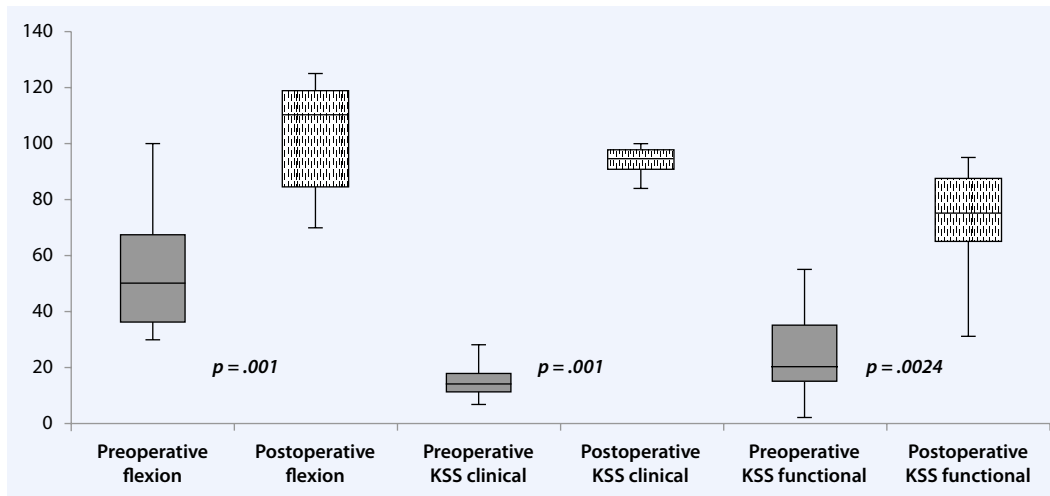 140
120
100
80
60
40
20
0
p = .001
p = .001
p = .0024
Preoperative
flexion
Postoperative
flexion
Preoperative
KSS clinical
Postoperative
KSS clinical
Preoperative
KSS functional
Postoperative
KSS functional